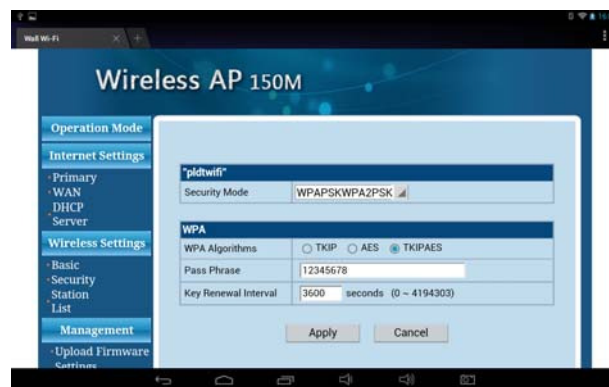 Wall Wi-Fi
Wireless AP 150M
Operation Mode
Internet Settings
Primary
WAN
DHCP
Server
Wireless Settings
Basic
Security
Station
List
Management
Upload Firmware
Settings
"pldtwifi"
Security Mode WPAPSKWPA2PSK
WPA
WPA Algorithms TKIP AES TKIPAES
Pass Phrase 12345678
Key Renewal Interval 3600 seconds (0 ~ 4194303)
Apply Cancel